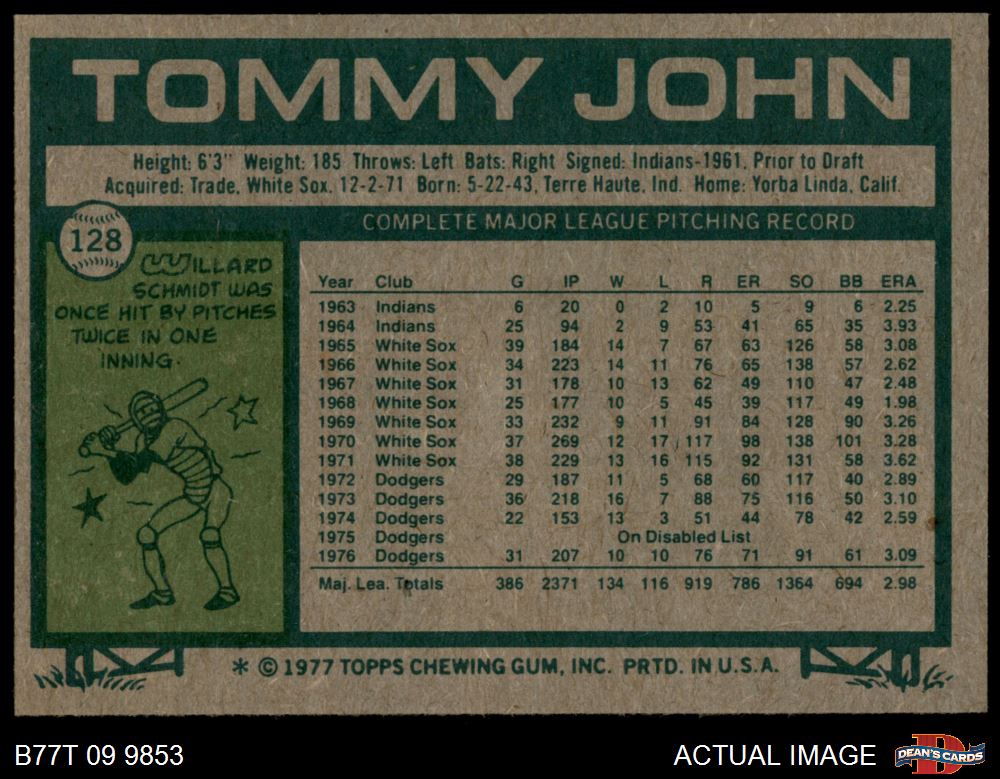 TOMMY JOHN
Height: 6'3" Weight: 185 Throws: Left Bats: Right Signed: Indians-1961, Prior to Draft
Acquired: Trade, White Sox, 12-2-71 Born: 5-22-43, Terre Haute, Ind. Home: Yorba Linda, Calif.
128
WILLARD
SCHMIDT WAS
ONCE HIT BY PITCHES
TWICE IN ONE
INNING.
COMPLETE MAJOR LEAGUE PITCHING RECORD
Year Club G IP W L R ER SO BB ERA
1963 Indians 6 20 0 2 10 5 9 6 2.25
1964 Indians 25 94 2 9 53 41 65 35 3.93
1965 White Sox 39 184 14 7 67 63 126 58 3.08
1966 White Sox 34 223 14 11 76 65 138 57 2.62
1967 White Sox 31 178 10 13 62 49 110 47 2.48
1968 White Sox 25 177 10 5 45 39 117 49 1.98
1969 White Sox 33 232 9 11 91 84 128 90 3.26
1970 White Sox 37 269 12 17 117 98 138 101 3.28
1971 White Sox 38 229 13 16 115 92 131 58 3.62
1972 Dodgers 29 187 11 5 68 60 117 40 2.89
1973 Dodgers 36 218 16 7 88 75 116 50 3.10
1974 Dodgers 22 153 13 3 51 44 78 42 2.59
1975 Dodgers On Disabled List
1976 Dodgers 31 207 10 10 76 71 91 61 3.09
Maj. Lea. Totals 386 2371 134 116 919 786 1364 694 2.98
* © 1977 TOPPS CHEWING GUM, INC. PRTD. IN U.S.A.
B77T 09 9853
ACTUAL IMAGE
D
DEAN'S CARDS